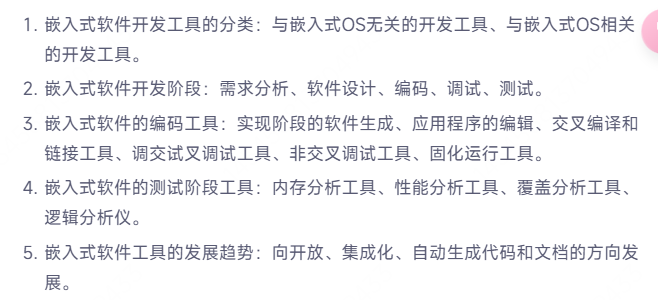 1. 嵌入式软件开发工具的分类：与嵌入式OS无关的开发工具、与嵌入式OS相关
的开发工具。
2. 嵌入式软件开发阶段：需求分析、软件设计、编码、调试、测试。
3. 嵌入式软件的编码工具：实现阶段的软件生成、应用程序的编辑、交叉编译和
链接工具、调交试叉调试工具、非交叉调试工具、固化运行工具。
4. 嵌入式软件的测试阶段工具：内存分析工具、性能分析工具、覆盖分析工具、
逻辑分析仪。
5. 嵌入式软件工具的发展趋势：向开放、集成化、自动生成代码和文档的方向发
展。